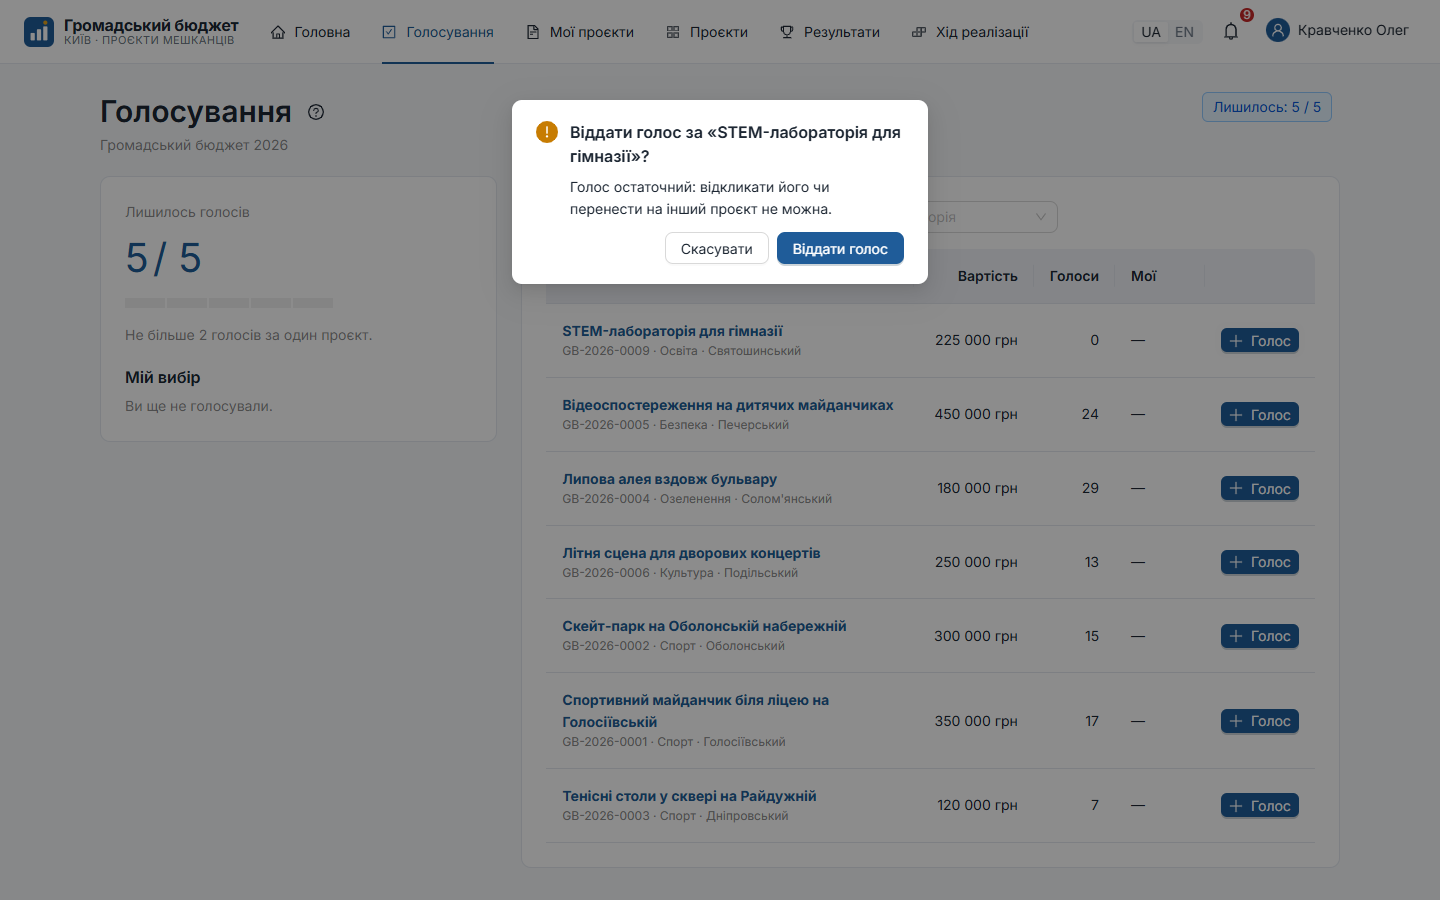 Громадський бюджет
КИЇВ · ПРОЄКТИ МЕШКАНЦІВ
Головна
Голосування
Мої проєкти
Проєкти
Результати
Хід реалізації
UA EN
9
Кравченко Олег
Голосування
Громадський бюджет 2026
Лишилось: 5 / 5
Віддати голос за «STEM-лабораторія для
гімназії»?
Голос остаточний: відкликати його чи
перенести на інший проєкт не можна.
Скасувати
Віддати голос
Лишилось голосів
5 / 5
Не більше 2 голосів за один проєкт.
Мій вибір
Ви ще не голосували.
Вартість Голоси Мої
STEM-лабораторія для гімназії
GB-2026-0009 · Освіта · Святошинський
225 000 грн 0 — + Голос
Відеоспостереження на дитячих майданчиках
GB-2026-0005 · Безпека · Печерський
450 000 грн 24 — + Голос
Липова алея вздовж бульвару
GB-2026-0004 · Озеленення · Солом'янський
180 000 грн 29 — + Голос
Літня сцена для дворових концертів
GB-2026-0006 · Культура · Подільський
250 000 грн 13 — + Голос
Скейт-парк на Оболонській набережній
GB-2026-0002 · Спорт · Оболонський
300 000 грн 15 — + Голос
Спортивний майданчик біля ліцею на
Голосіївській
GB-2026-0001 · Спорт · Голосіївський
350 000 грн 17 — + Голос
Тенісні столи у сквері на Райдужній
GB-2026-0003 · Спорт · Дніпровський
120 000 грн 7 — + Голос